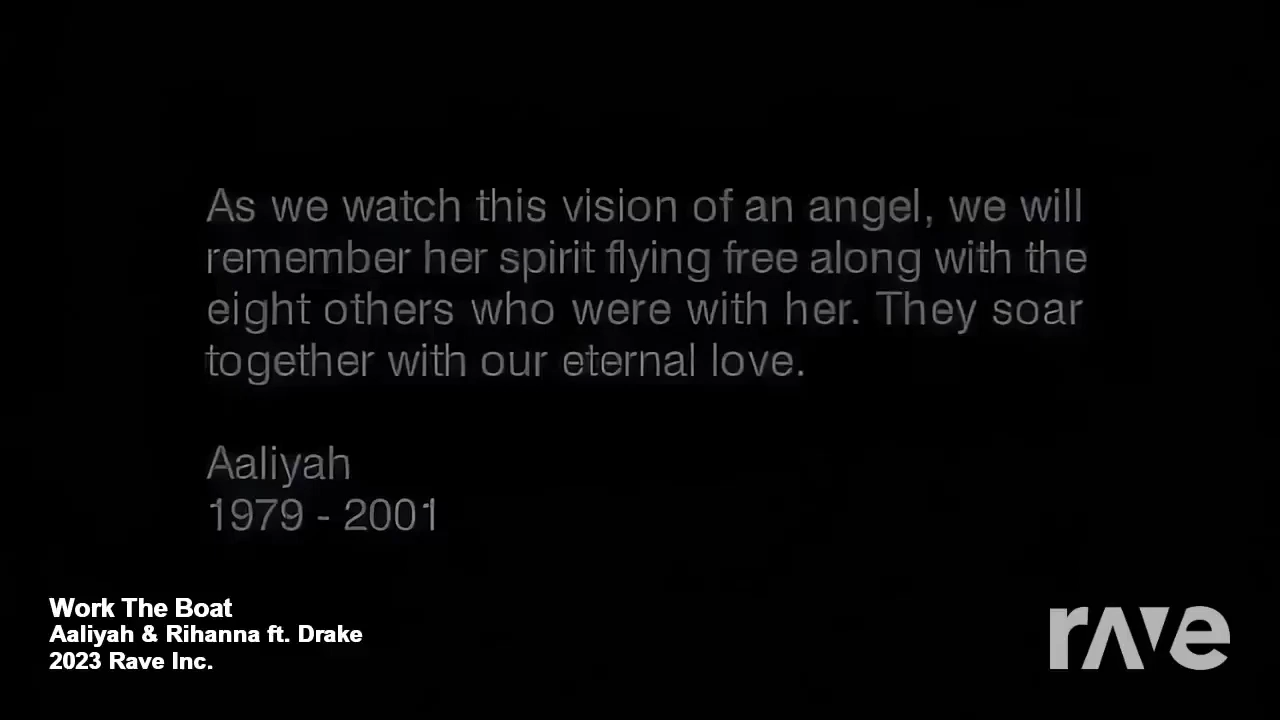 As we watch this vision of an angel, we will
remember her spirit flying free along with the
eight others who were with her. They soar
together with our eternal love.
Aaliyah
1979 - 2001
Work The Boat
Aaliyah & Rihanna ft. Drake
2023 Rave Inc.
rave